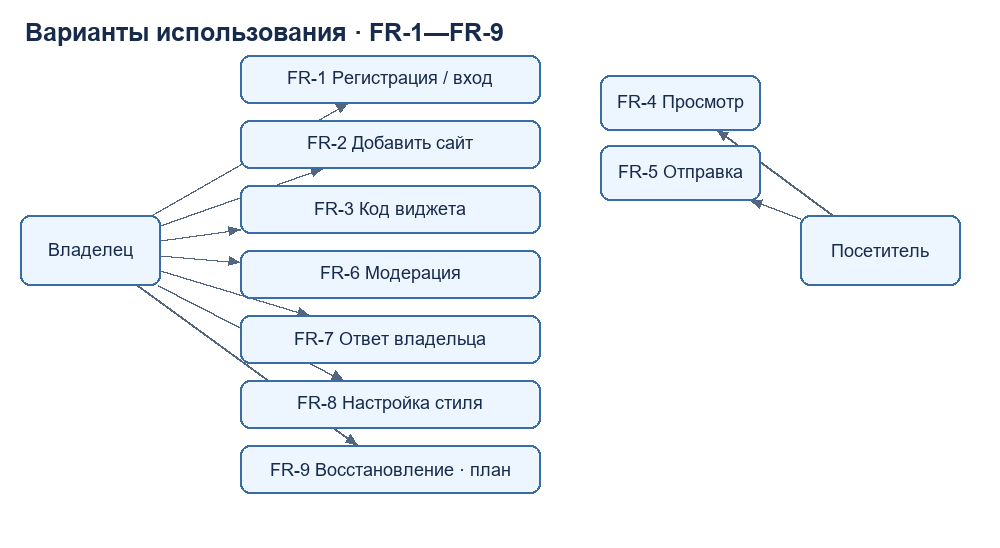 Варианты использования · FR-1—FR-9
FR-1 Регистрация / вход
FR-2 Добавить сайт
FR-3 Код виджета
FR-6 Модерация
FR-7 Ответ владельца
FR-8 Настройка стиля
FR-9 Восстановление · план
Владелец
FR-4 Просмотр
FR-5 Отправка
Посетитель